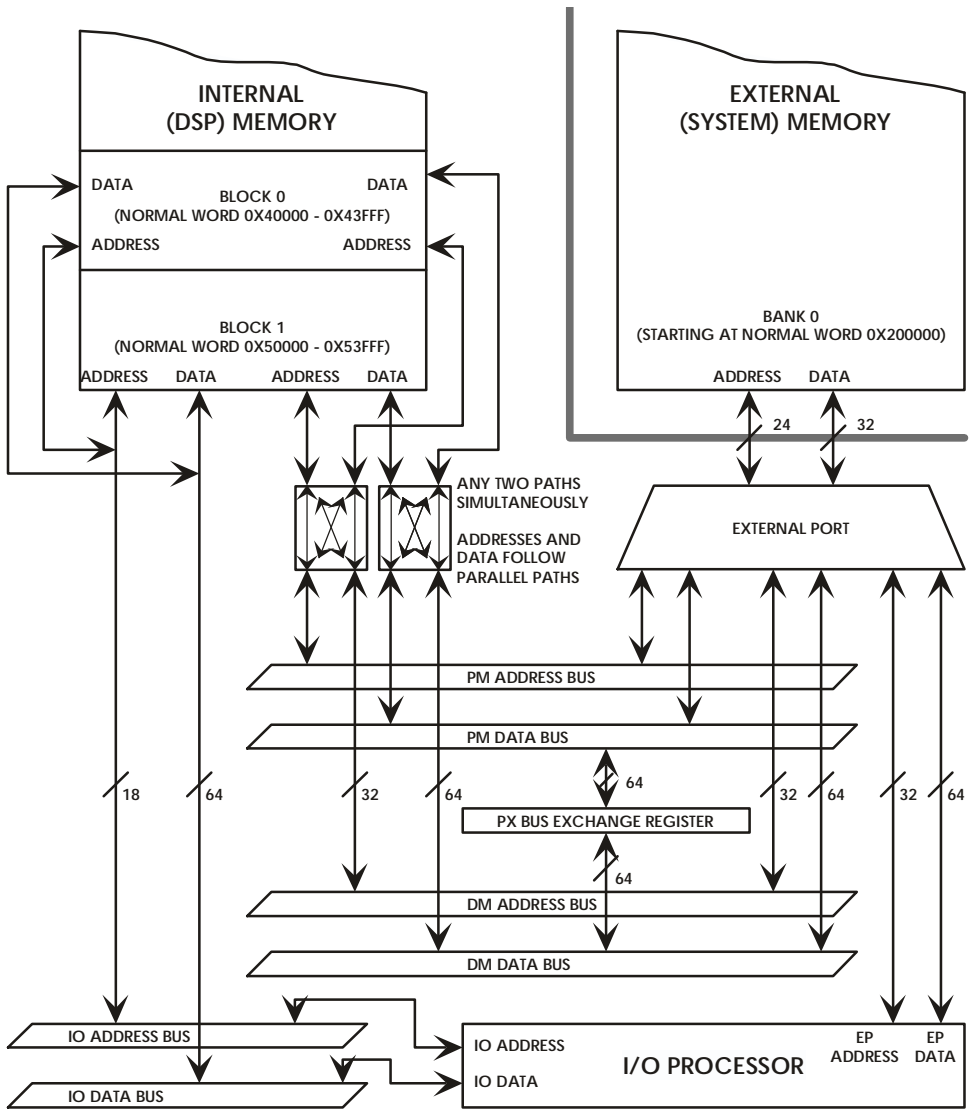 INTERNAL
(DSP) MEMORY
EXTERNAL
(SYSTEM) MEMORY
DATA
DATA
BLOCK 0
(NORMAL WORD 0X40000 - 0X43FFF)
ADDRESS
ADDRESS
BLOCK 1
(NORMAL WORD 0X50000 - 0X53FFF)
ADDRESS
DATA
ADDRESS
DATA
BANK 0
(STARTING AT NORMAL WORD 0X200000)
ADDRESS
DATA
24
32
ANY TWO PATHS
SIMULTANEOUSLY
ADDRESSES AND
DATA FOLLOW
PARALLEL PATHS
EXTERNAL PORT
PM ADDRESS BUS
PM DATA BUS
18
64
32
64
64
32
64
32
64
PX BUS EXCHANGE REGISTER
64
DM ADDRESS BUS
DM DATA BUS
IO ADDRESS BUS
IO DATA BUS
IO ADDRESS
IO DATA
I/O PROCESSOR
EP
ADDRESS
EP
DATA